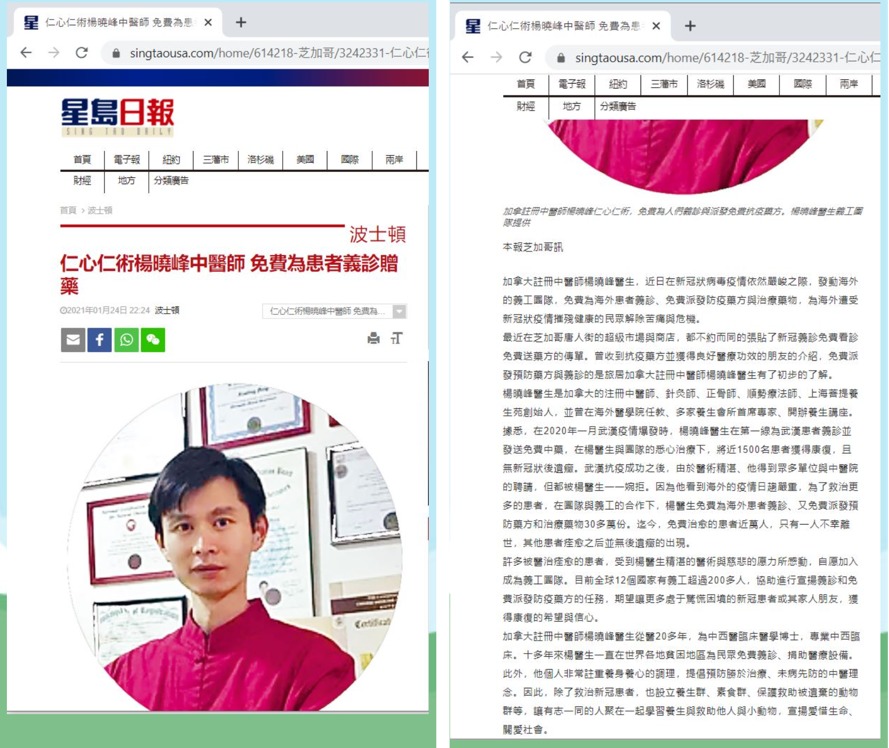 仁心仁術楊曉峰中醫師 免費為患
singtaousa.com/home/614218-芝加哥/3242331-仁心仁
星島日報
SING TAO DAILY
首頁 電子報 紐約 三藩市 洛杉磯 美國 國際 兩岸
財經 地方 分類廣告
首頁 > 波士頓
波士頓
仁心仁術楊曉峰中醫師 免費為患者義診贈
藥
2021年01月24日 22:24 波士頓
仁心仁術楊曉峰中醫師 免費為...
仁心仁術楊曉峰中醫師 免費為患
singtaousa.com/home/614218-芝加哥/3242331-仁心仁
首頁 電子報 紐約 三藩市 洛杉磯 美國 國際 兩岸
財經 地方 分類廣告
加拿註冊中醫師楊曉峰仁心仁術，免費為人們義診與派發免費抗疫藥方。楊曉峰醫生義工團
隊提供
本報芝加哥訊
加拿大註冊中醫師楊曉峰醫生，近日在新冠狀病毒疫情依然嚴峻之際，發動海外
的義工團隊，免費為海外患者義診、免費派發防疫藥方與治療藥物，為海外遭受
新冠狀疫情摧殘健康的民眾解除苦痛與危機。
最近在芝加哥唐人街的超級市場與商店，都不約而同的張貼了新冠義診免費看診
免費送藥方的傳單。曾收到抗疫藥方並獲得良好醫療功效的朋友的介紹，免費派
發預防藥方與義診的是旅居加拿大註冊中醫師楊曉峰醫生有了初步的了解。
楊曉峰醫生是加拿大的注冊中醫師、針灸師、正骨師、順勢療法師、上海菩提養
生苑創始人，並曾在海外醫學院任教、多家養生會所首席專家、開辦養生講座。
據悉，在2020年一月武漢疫情爆發時，楊曉峰醫生在第一線為武漢患者義診並
發送免費中藥，在楊醫生與團隊的悉心治療下，將近1500名患者獲得康復，且
無新冠狀後遺癥。武漢抗疫成功之後，由於醫術精湛，他得到眾多單位與中醫院
的聘請，但都被楊醫生一一婉拒。因為他看到海外的疫情日趨嚴重，為了救治更
多的患者，在團隊與義工的合作下，楊醫生免費為海外患者義診、又免費派發預
防藥方和治療藥物30多萬份。迄今，免費治愈的患者近萬人，只有一人不幸離
世，其他患者痊愈之后並無後遺癥的出現。
許多被醫治痊愈的患者，受到楊醫生精湛的醫術與慈悲的原力所感動，自愿加入
成為義工團隊。目前全球12個國家有義工超過200多人，協助進行宣揚義診和免
費派發防疫藥方的任務，期望讓更多處于驚慌困境的新冠患者或其家人朋友，獲
得康復的希望與信心。
加拿大註冊中醫師楊曉峰醫生從醫20多年，為中西醫臨床醫學博士，專業中西臨
床。十多年來楊醫生一直在世界各地貧困地區為民眾免費義診、捐助醫療設備。
此外，他個人非常註重養身養心的調理，提倡預防勝於治療、未病先防的中醫理
念。因此，除了救治新冠患者，也設立養生群、素食群、保護救助被遺棄的動物
群等，讓有志一同的人聚在一起學習養生與救助他人與小動物，宣揚愛惜生命、
關愛社會。